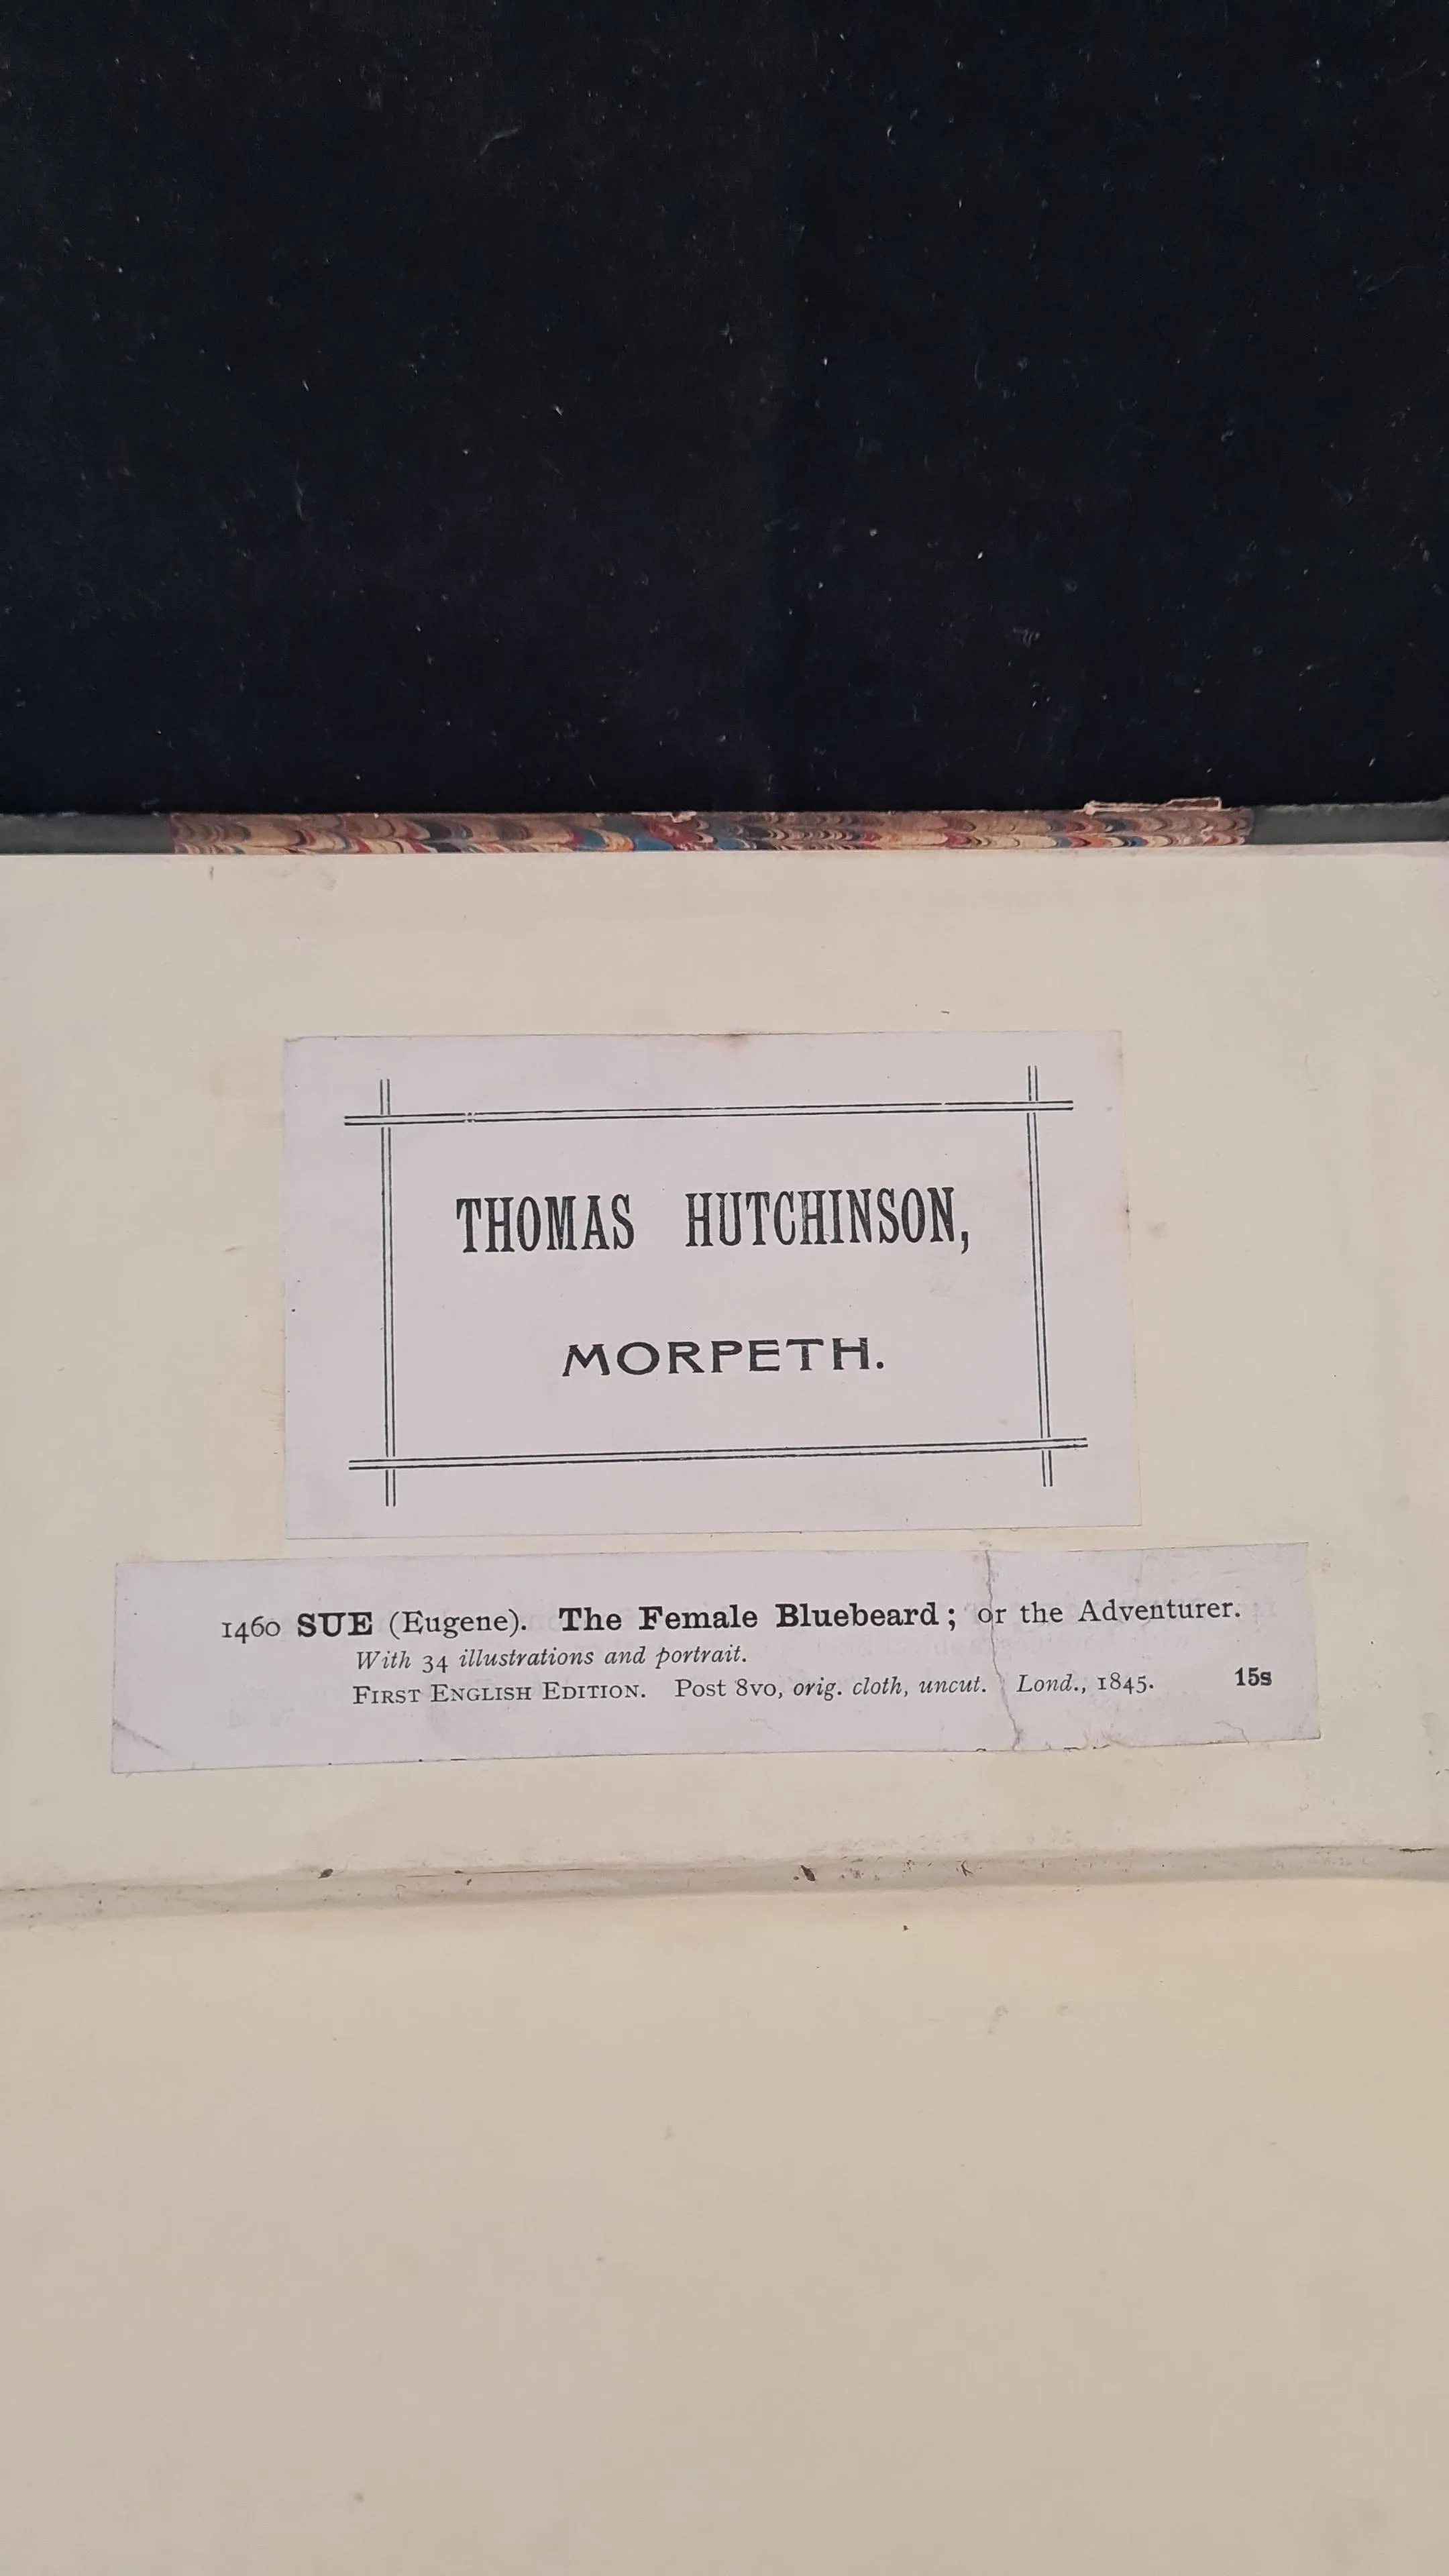 THOMAS HUTCHINSON,
MORPETH.
1460 SUE (Eugene). The Female Bluebeard; or the Adventurer.
With 34 illustrations and portrait.
FIRST ENGLISH EDITION. Post 8vo, orig. cloth, uncut. Lond., 1845. 15s